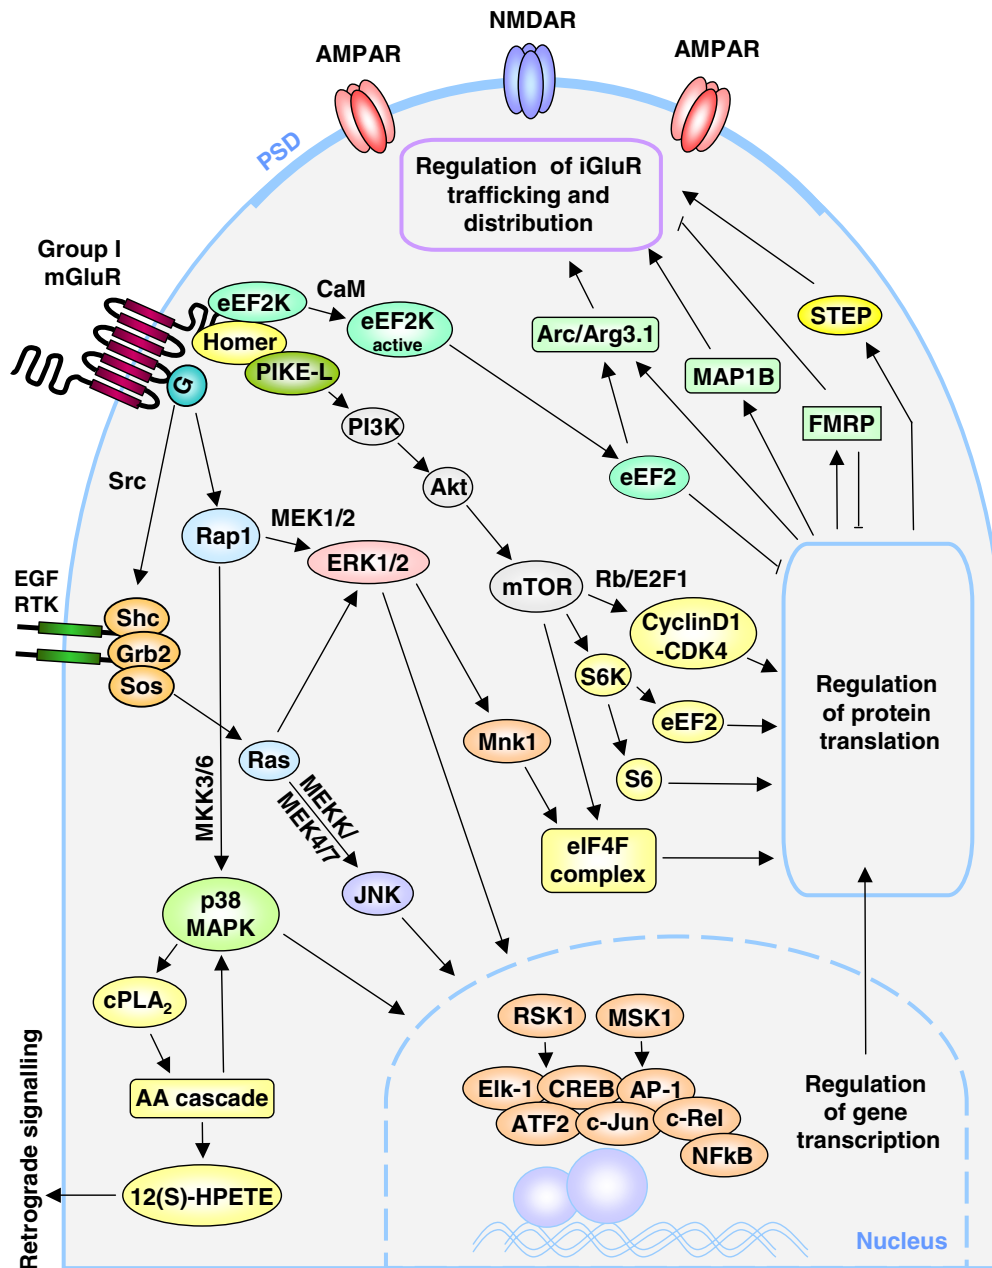 NMDAR
AMPAR
AMPAR
PSD
Regulation of iGluR
trafficking and
distribution
Group I
mGluR
eEF2K
CaM
Homer
eEF2K
active
PIKE-L
G
PI3K
Akt
Arc/Arg3.1
MAP1B
STEP
FMRP
eEF2
Src
Rap1
MEK1/2
ERK1/2
mTOR
Rb/E2F1
CyclinD1
-CDK4
EGF
RTK
Shc
Grb2
Sos
S6K
eEF2
S6
Regulation
of protein
translation
Ras
Mnk1
MKK3/6
MEKK/
MEK4/7
eIF4F
complex
JNK
p38
MAPK
cPLA2
AA cascade
12(S)-HPETE
Retrograde signalling
RSK1
MSK1
Elk-1
CREB
AP-1
ATF2
c-Jun
c-Rel
NFkB
Regulation
of gene
transcription
Nucleus